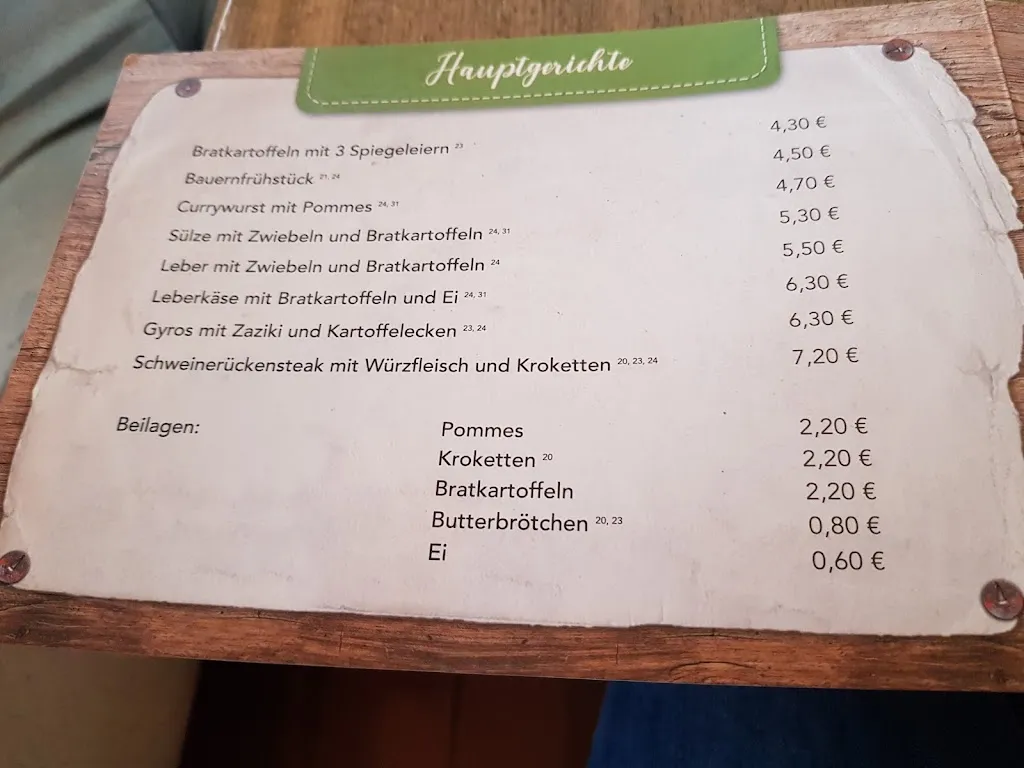 Hauptgerichte
Bratkartoffeln mit 3 Spiegeleiern 23 4,30 €
Bauernfrühstück 21, 24 4,50 €
Currywurst mit Pommes 24, 31 4,70 €
Sülze mit Zwiebeln und Bratkartoffeln 24, 31 5,30 €
Leber mit Zwiebeln und Bratkartoffeln 24 5,50 €
Leberkäse mit Bratkartoffeln und Ei 24, 31 6,30 €
Gyros mit Zaziki und Kartoffelecken 23, 24 6,30 €
Schweinerückensteak mit Würzfleisch und Kroketten 20, 23, 24 7,20 €
Beilagen: Pommes 2,20 €
Kroketten 20 2,20 €
Bratkartoffeln 2,20 €
Butterbrötchen 20, 23 0,80 €
Ei 0,60 €